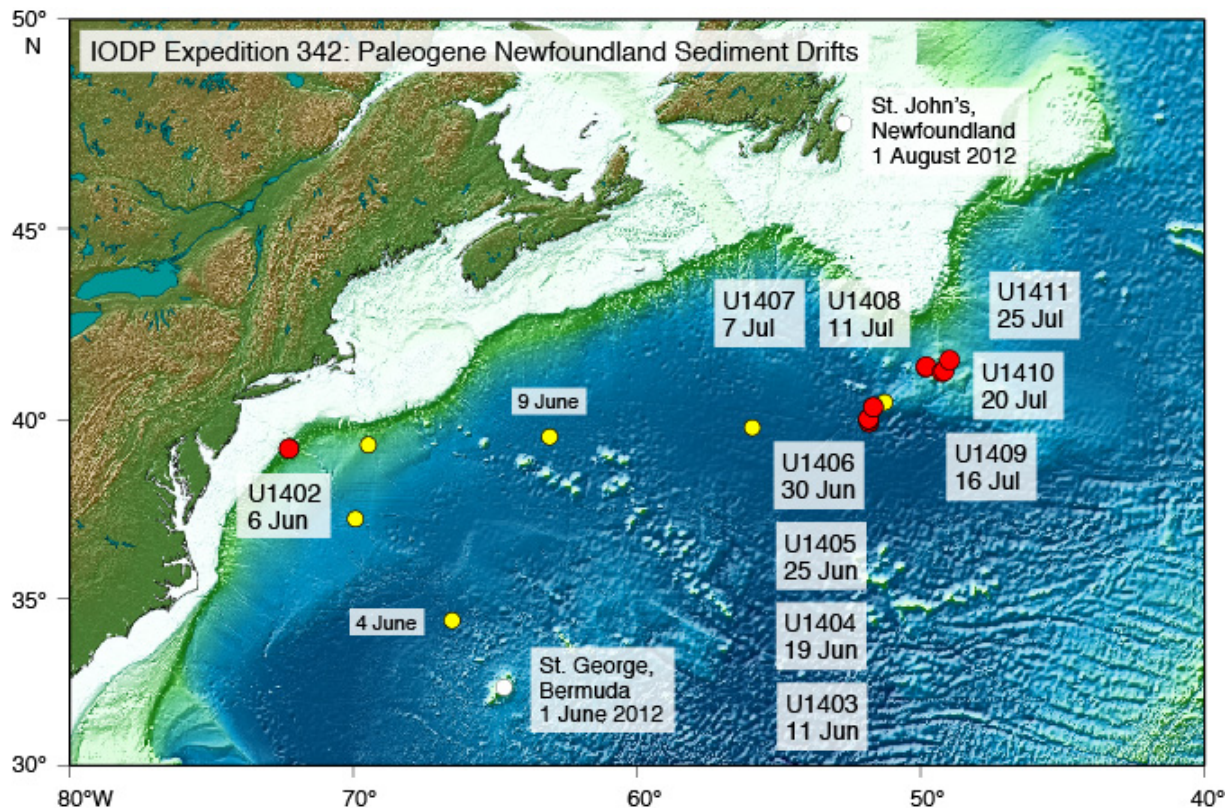 50°
N
IODP Expedition 342: Paleogene Newfoundland Sediment Drifts
St. John's,
Newfoundland
1 August 2012
45°
U1407
7 Jul
U1408
11 Jul
U1411
25 Jul
U1410
20 Jul
40°
9 June
U1402
6 Jun
U1406
30 Jun
U1409
16 Jul
U1405
25 Jun
35°
4 June
U1404
19 Jun
St. George,
Bermuda
1 June 2012
U1403
11 Jun
30°
80°W
70°
60°
50°
40°